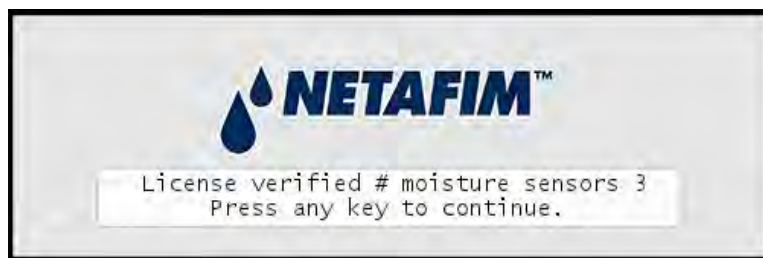 NETAFIM™
License verified # moisture sensors 3
Press any key to continue.